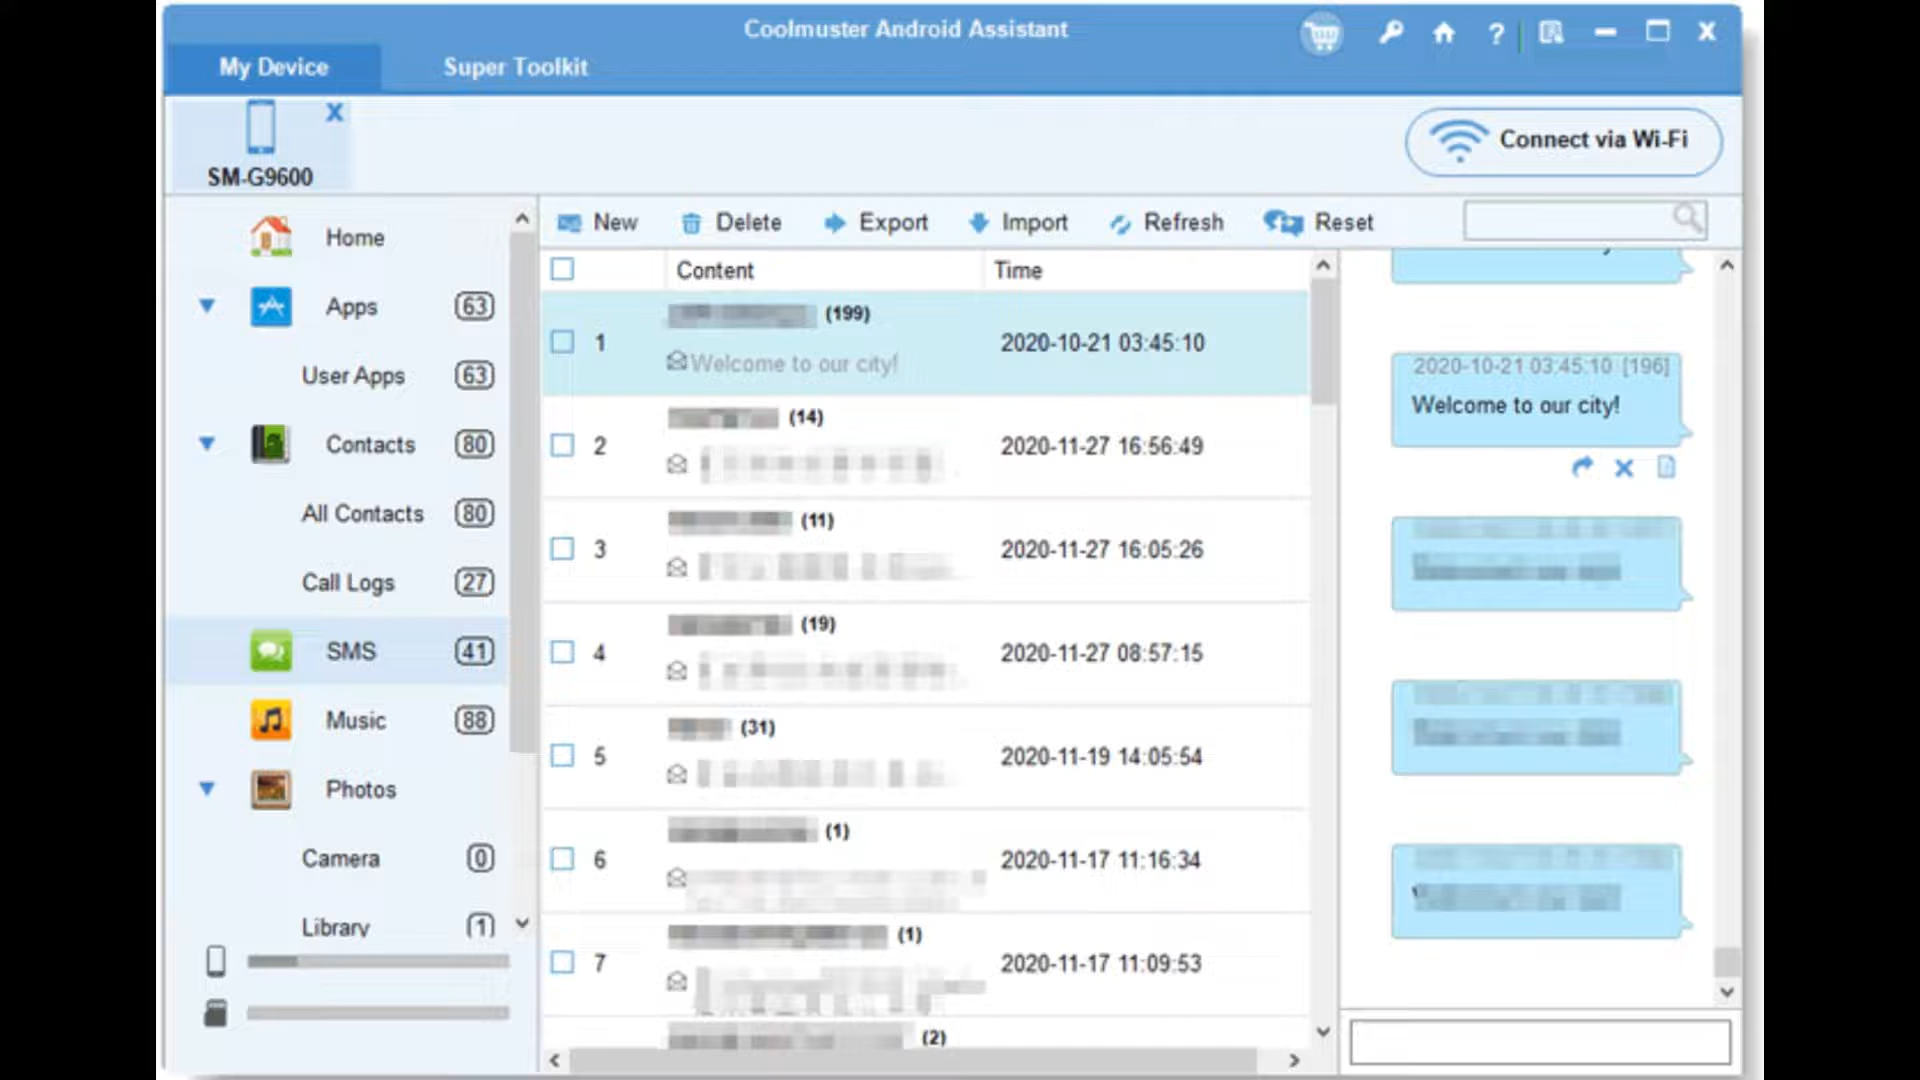 Coolmuster Android Assistant
My Device Super Toolkit
?
SM-G9600
Connect via Wi-Fi
Home
Apps 63
User Apps 63
Contacts 80
All Contacts 80
Call Logs 27
SMS 41
Music 88
Photos
Camera 0
Library 1
New Delete Export Import Refresh Reset
Content Time
(199)
1 2020-10-21 03:45:10
Welcome to our city!
(14)
2 2020-11-27 16:56:49
(11)
3 2020-11-27 16:05:26
(19)
4 2020-11-27 08:57:15
(31)
5 2020-11-19 14:05:54
(1)
6 2020-11-17 11:16:34
(1)
7 2020-11-17 11:09:53
(2)
2020-10-21 03:45:10 [196]
Welcome to our city!